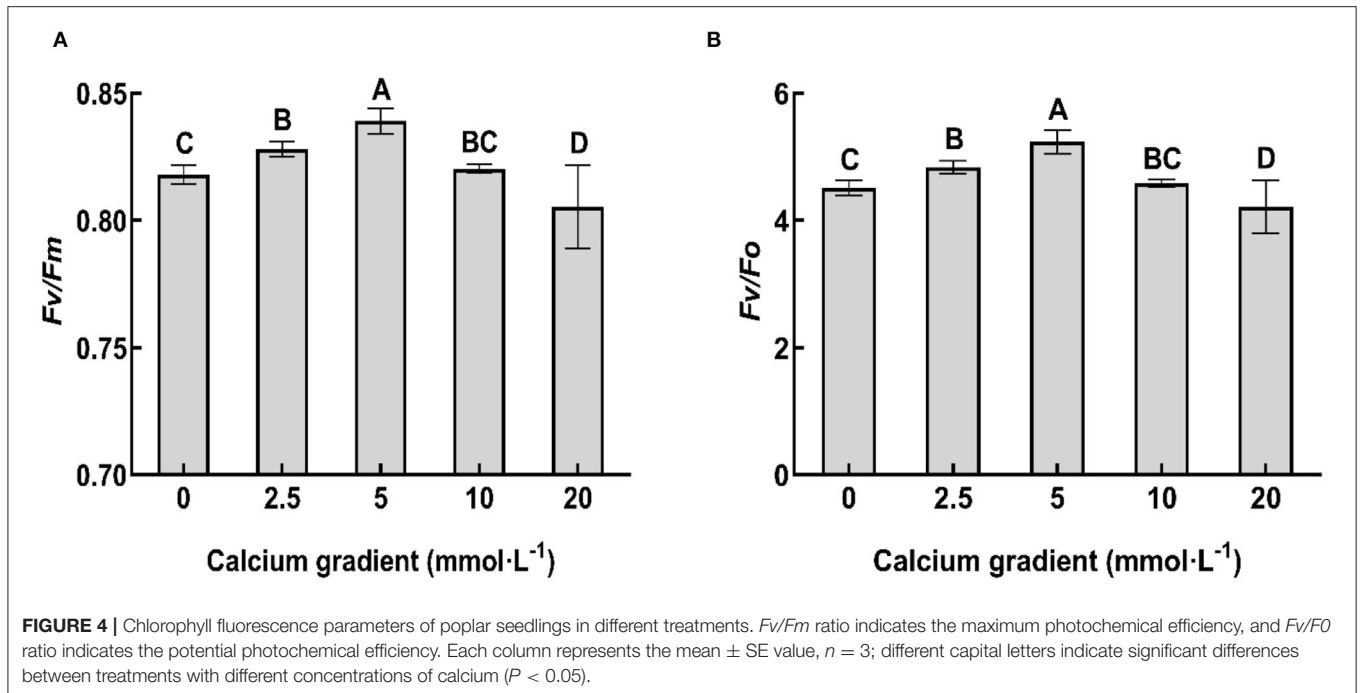 A
0.85
0.80
0.75
0.70
Fv/Fm
C
B
A
BC
D
0
2.5
5
10
20
Calcium gradient (mmol·L⁻¹)
B
6
4
2
0
Fv/Fo
C
B
A
BC
D
0
2.5
5
10
20
Calcium gradient (mmol·L⁻¹)
FIGURE 4 | Chlorophyll fluorescence parameters of poplar seedlings in different treatments. Fv/Fm ratio indicates the maximum photochemical efficiency, and Fv/F0
ratio indicates the potential photochemical efficiency. Each column represents the mean ± SE value, n = 3; different capital letters indicate significant differences
between treatments with different concentrations of calcium (P < 0.05).